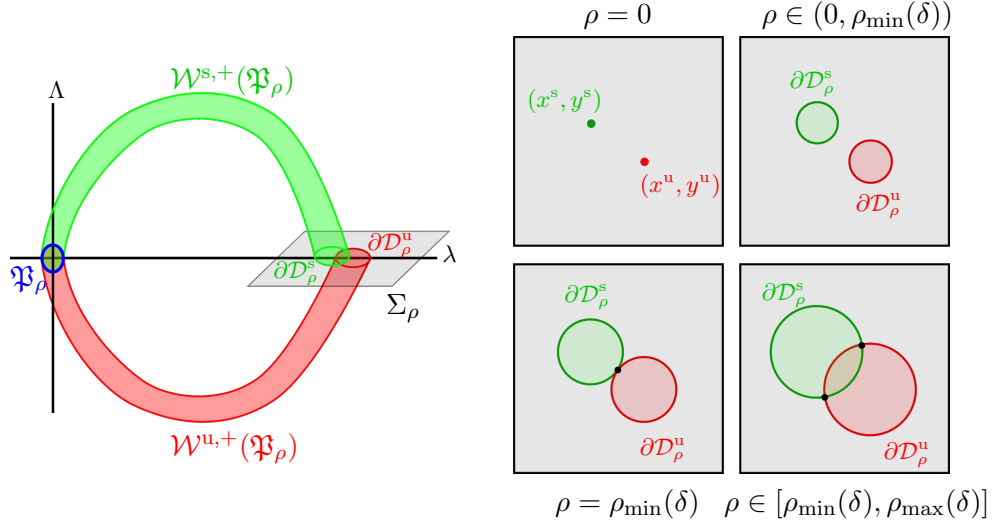 Λ
𝒲^{s,+}(𝔓_ρ)
λ
𝔓_ρ
∂𝒟^s_ρ
∂𝒟^u_ρ
Σ_ρ
𝒲^{u,+}(𝔓_ρ)
ρ = 0
(x^s, y^s)
(x^u, y^u)
ρ ∈ (0, ρ_min(δ))
∂𝒟^s_ρ
∂𝒟^u_ρ
∂𝒟^s_ρ
∂𝒟^u_ρ
ρ = ρ_min(δ)
∂𝒟^s_ρ
∂𝒟^u_ρ
ρ ∈ [ρ_min(δ), ρ_max(δ)]